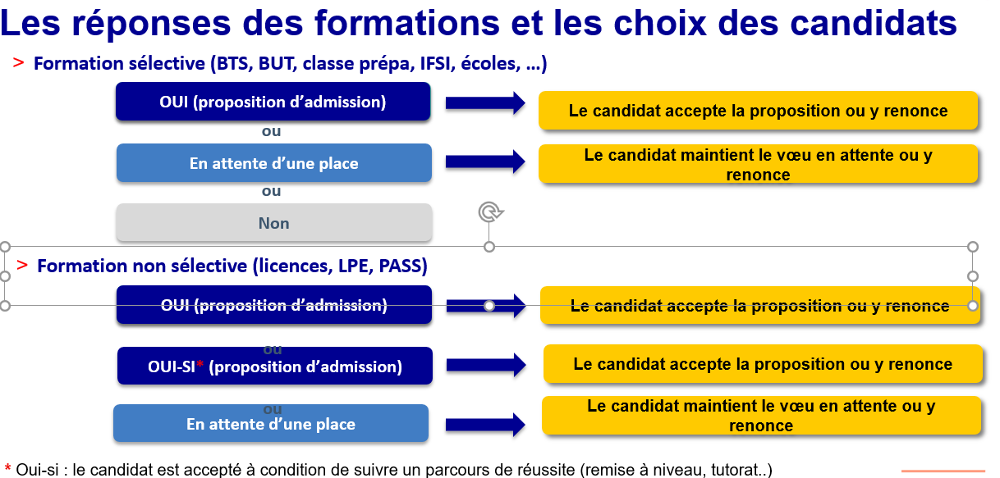 Les réponses des formations et les choix des candidats
> Formation sélective (BTS, BUT, classe prépa, IFSI, écoles, …)
OUI (proposition d’admission)
Le candidat accepte la proposition ou y renonce
ou
En attente d’une place
Le candidat maintient le vœu en attente ou y
renonce
ou
Non
> Formation non sélective (licences, LPE, PASS)
OUI (proposition d’admission)
Le candidat accepte la proposition ou y renonce
ou
OUI-SI* (proposition d’admission)
Le candidat accepte la proposition ou y renonce
ou
En attente d’une place
Le candidat maintient le vœu en attente ou y
renonce
* Oui-si : le candidat est accepté à condition de suivre un parcours de réussite (remise à niveau, tutorat..)